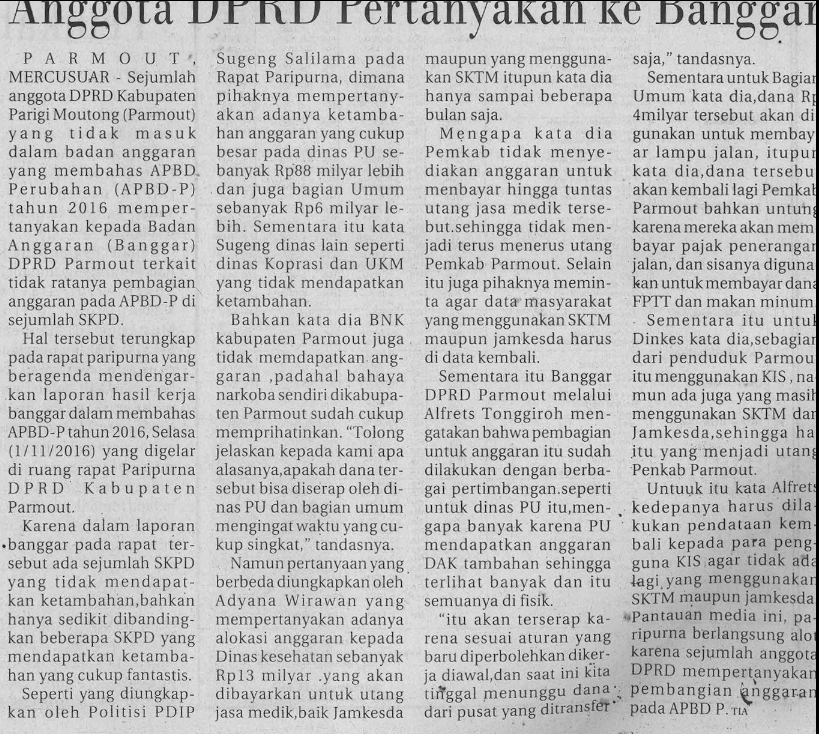 Anggota DPRD Pertanyakan ke Banggar
PARMOUT,
MERCUSUAR - Sejumlah
anggota DPRD Kabupaten
Parigi Moutong (Parmout)
yang tidak masuk
dalam badan anggaran
yang membahas APBD
Perubahan (APBD-P)
tahun 2016 memper-
tanyakan kepada Badan
Anggaran (Banggar)
DPRD Parmout terkait
tidak ratanya pembagian
anggaran pada APBD-P di
sejumlah SKPD.
Hal tersebut terungkap
pada rapat paripurna yang
beragenda mendengar-
kan laporan hasil kerja
banggar dalam membahas
APBD-P tahun 2016, Selasa
(1/11/2016) yang digelar
di ruang rapat Paripurna
DPRD Kabupaten
Parmout.
Karena dalam laporan
banggar pada rapat ter-
sebut ada sejumlah SKPD
yang tidak mendapat-
kan ketambahan,bahkan
hanya sedikit dibanding-
kan beberapa SKPD yang
mendapatkan ketamba-
han yang cukup fantastis.
Seperti yang diungkap-
kan oleh Politisi PDIP
Sugeng Salilama pada
Rapat Paripurna, dimana
pihaknya mempertany-
akan adanya ketamba-
han anggaran yang cukup
besar pada dinas PU se-
banyak Rp88 milyar lebih
dan juga bagian Umum
sebanyak Rp6 milyar le-
bih. Sementara itu kata
Sugeng dinas lain seperti
dinas Koprasi dan UKM
yang tidak mendapatkan
ketambahan.
Bahkan kata dia BNK
kabupaten Parmout juga
tidak memdapatkan ang-
garan ,padahal bahaya
narkoba sendiri dikabupa-
ten Parmout sudah cukup
memprihatinkan. “Tolong
jelaskan kepada kami apa
alasanya,apakah dana ter-
sebut bisa diserap oleh di-
nas PU dan bagian umum
mengingat waktu yang cu-
kup singkat,” tandasnya.
Namun pertanyaan yang
berbeda diungkapkan oleh
Adyana Wirawan yang
mempertanyakan adanya
alokasi anggaran kepada
Dinas kesehatan sebanyak
Rp13 milyar .yang akan
dibayarkan untuk utang
jasa medik,baik Jamkesda
maupun yang mengguna-
kan SKTM itupun kata dia
hanya sampai beberapa
bulan saja.
Mengapa kata dia
Pemkab tidak menye-
diakan anggaran untuk
menbayar hingga tuntas
utang jasa medik terse-
but.sehingga tidak men-
jadi terus menerus utang
Pemkab Parmout. Selain
itu juga pihaknya memin-
ta agar data masyarakat
yang menggunakan SKTM
maupun jamkesda harus
di data kembali.
Sementara itu Banggar
DPRD Parmout melalui
Alfrets Tonggiroh men-
gatakan bahwa pembagian
untuk anggaran itu sudah
dilakukan dengan berba-
gai pertimbangan.seperti
untuk dinas PU itu,men-
gapa banyak karena PU
mendapatkan anggaran
DAK tambahan sehingga
terlihat banyak dan itu
semuanya di fisik.
“itu akan terserap ka-
rena sesuai aturan yang
baru diperbolehkan diker-
ja diawal,dan saat ini kita
tinggal menunggu dana
dari pusat yang ditransfer
saja,” tandasnya.
Sementara untuk Bagian
Umum kata dia,dana Rp
4milyar tersebut akan di
gunakan untuk membay
ar lampu jalan, itupun
kata dia,dana tersebu
akan kembali lagi Pemkab
Parmout bahkan untung
karena mereka akan mem
bayar pajak penerangan
jalan, dan sisanya diguna
kan untuk membayar dana
FPTT dan makan minum.
Sementara itu untuk
Dinkes kata dia,sebagian
dari penduduk Parmou
itu menggunakan KIS , na
mun ada juga yang masih
menggunakan SKTM dan
Jamkesda,sehingga ha
itu yang menjadi utang
Penkab Parmout.
Untuuk itu kata Alfrets
kedepanya harus dila
kukan pendataan kem
bali kepada para peng
guna KIS agar tidak ada
lagi yang menggunakan
SKTM maupun jamkesda
Pantauan media ini, pa
ripurna berlangsung alot
karena sejumlah anggota
DPRD mempertanyakan
pembangian anggaran
pada APBD P. TIA